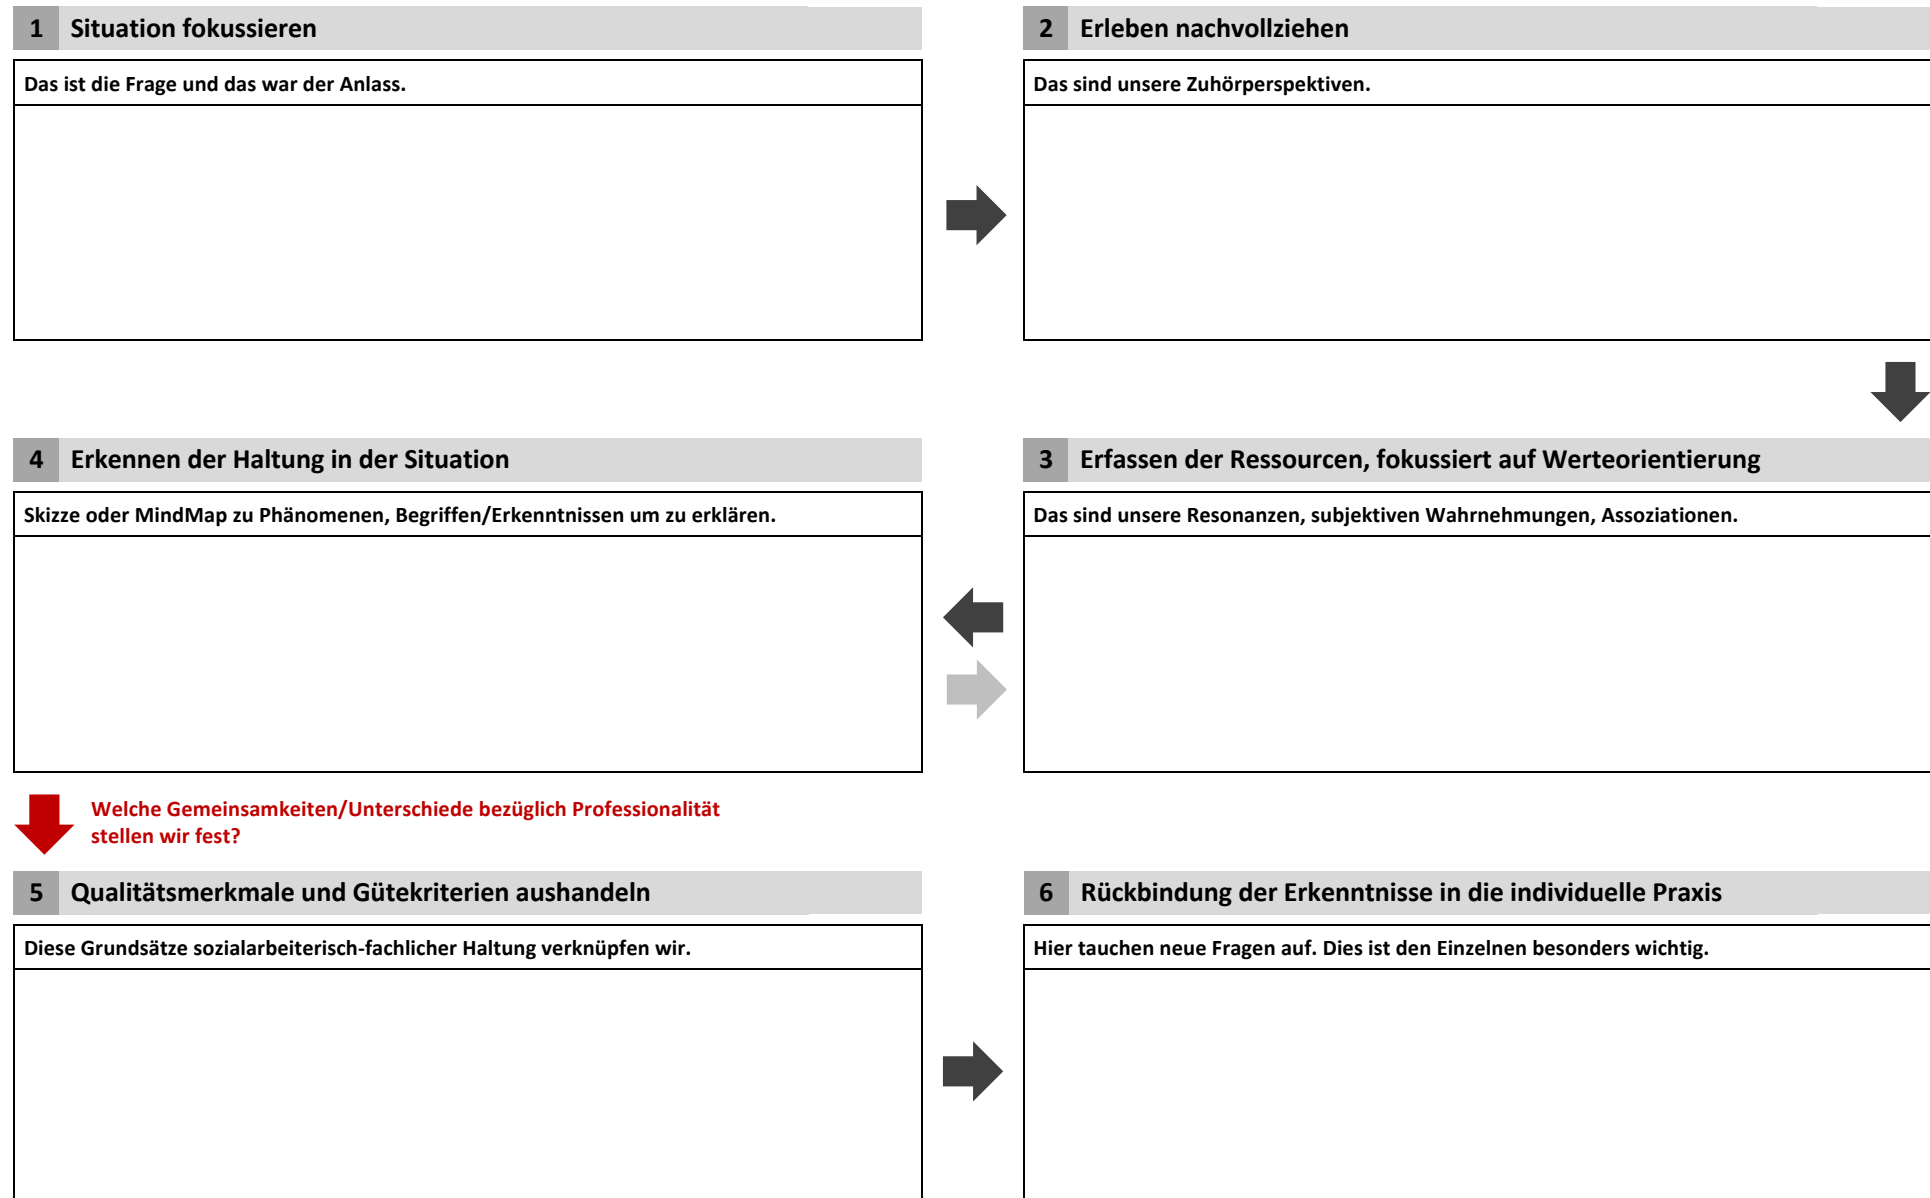 1 Situation fokussieren
Das ist die Frage und das war der Anlass.
2 Erleben nachvollziehen
Das sind unsere Zuhörperspektiven.
3 Erfassen der Ressourcen, fokussiert auf Werteorientierung
Das sind unsere Resonanzen, subjektiven Wahrnehmungen, Assoziationen.
4 Erkennen der Haltung in der Situation
Skizze oder MindMap zu Phänomenen, Begriffen/Erkenntnissen um zu erklären.
Welche Gemeinsamkeiten/Unterschiede bezüglich Professionalität
stellen wir fest?
5 Qualitätsmerkmale und Gütekriterien aushandeln
Diese Grundsätze sozialarbeiterisch-fachlicher Haltung verknüpfen wir.
6 Rückbindung der Erkenntnisse in die individuelle Praxis
Hier tauchen neue Fragen auf. Dies ist den Einzelnen besonders wichtig.